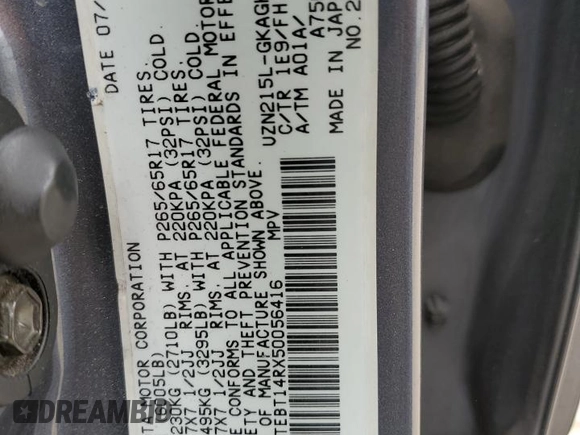 DATE 07/
TA MOTOR CORPORATION
005LB)
230KG (2710LB) WITH P265/65R17 TIRES.
7X7 1/2JJ RIMS. AT 220KPA (32PSI) COLD.
495KG (3295LB) WITH P265/65R17 TIRES.
7X7 1/2JJ RIMS. AT 220KPA (32PSI) COLD.
E CONFORMS TO ALL APPLICABLE FEDERAL MOTOR
ETY AND THEFT PREVENTION STANDARDS IN EFFE
OF MANUFACTURE SHOWN ABOVE.
TEBT14RX50056416 MPV
UZN215L-GKAGK
C/TR 1E9/FH
A/TM A01A/ A75
MADE IN JAP
NO.2
AUTOHELPERBOT